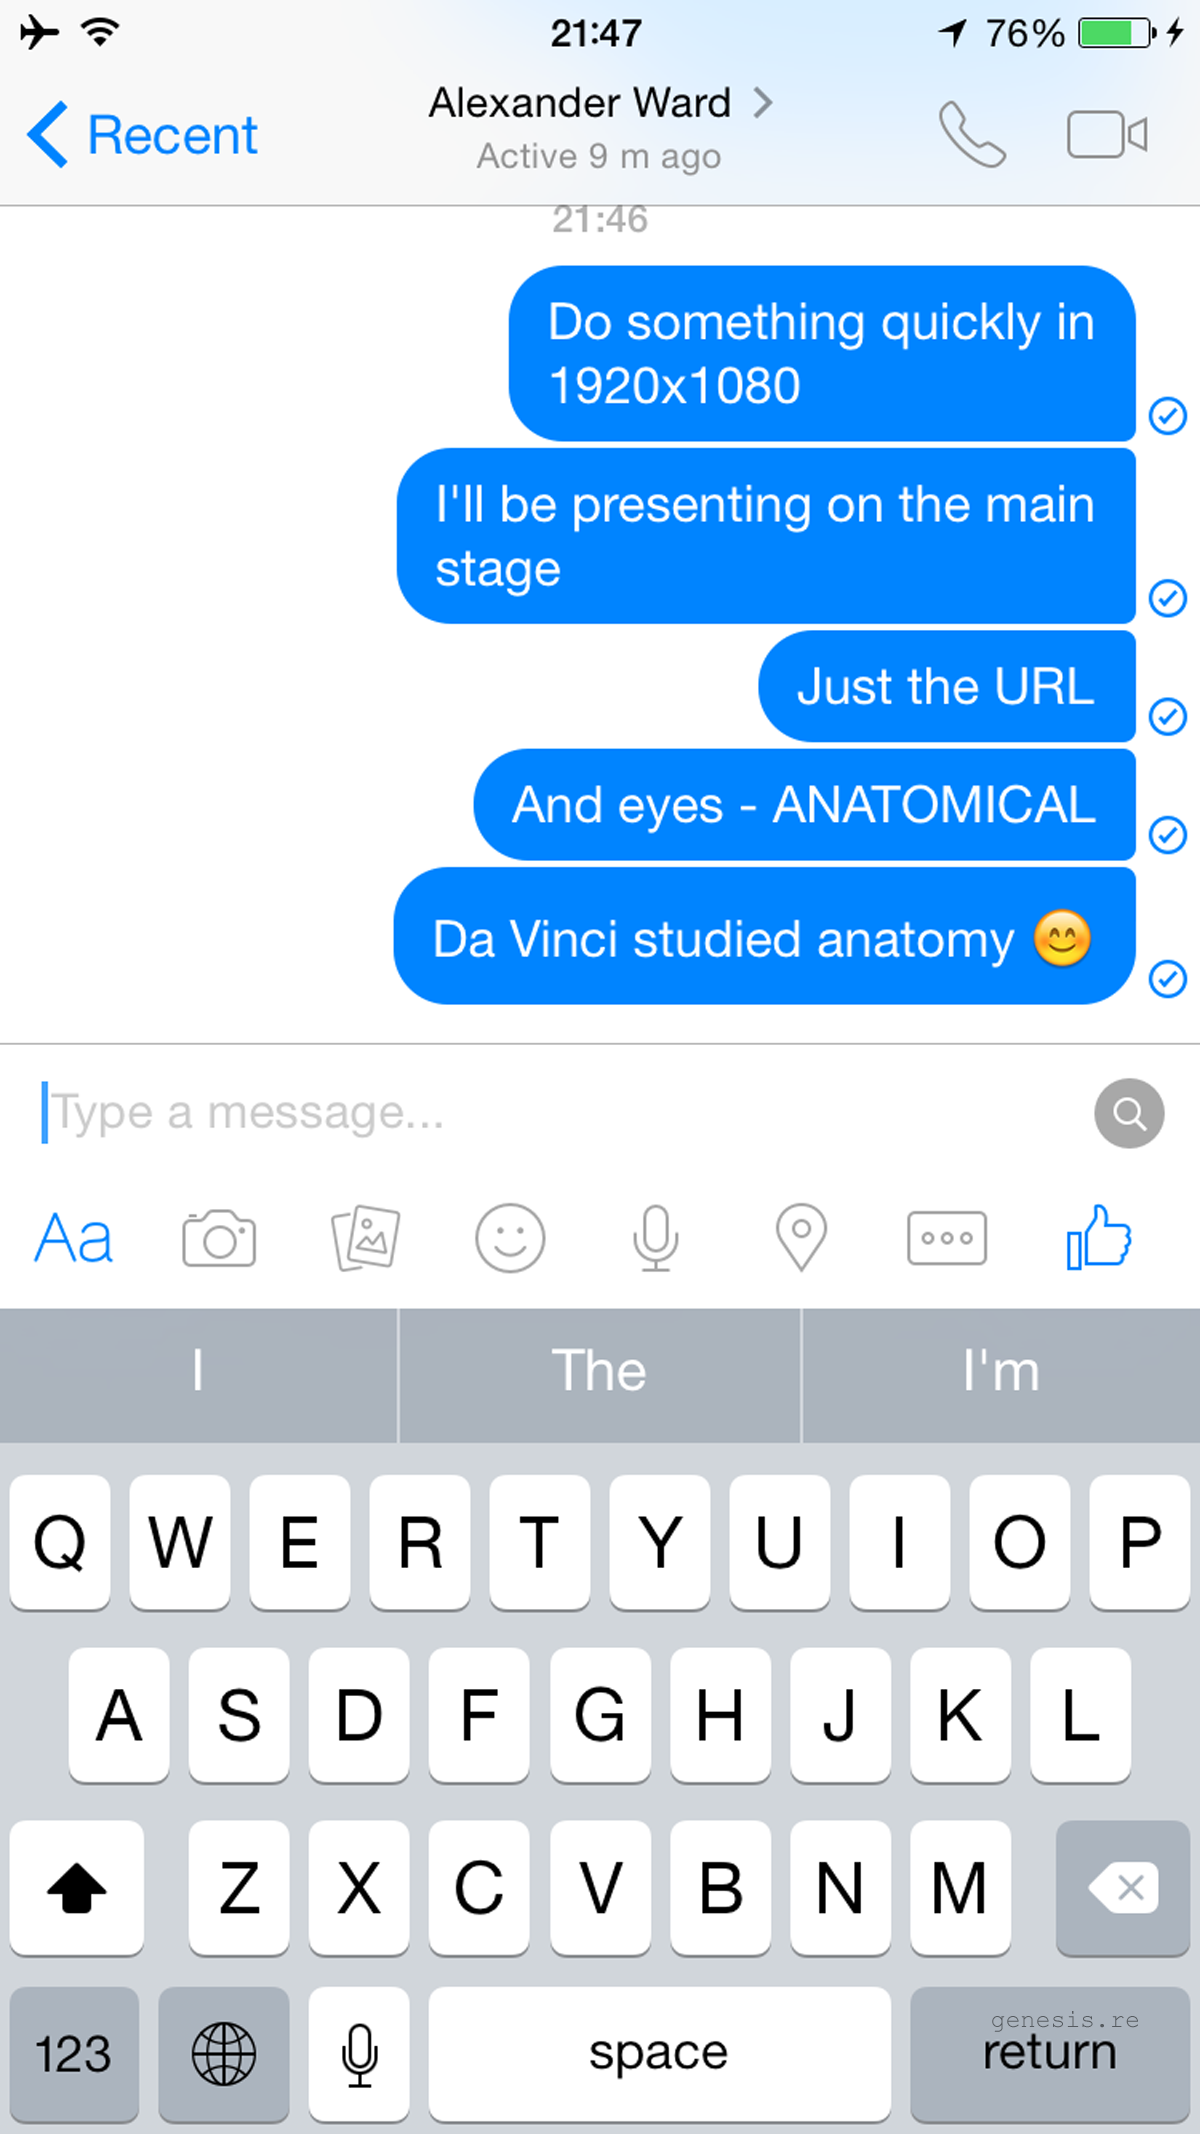 21:47 76%
Recent
Alexander Ward
Active 9 m ago
21:46
Do something quickly in
1920x1080
I'll be presenting on the main
stage
Just the URL
And eyes - ANATOMICAL
Da Vinci studied anatomy 😊
Type a message...
Aa
I The I'm
Q W E R T Y U I O P
A S D F G H J K L
Z X C V B N M
genesis.re
123 space return